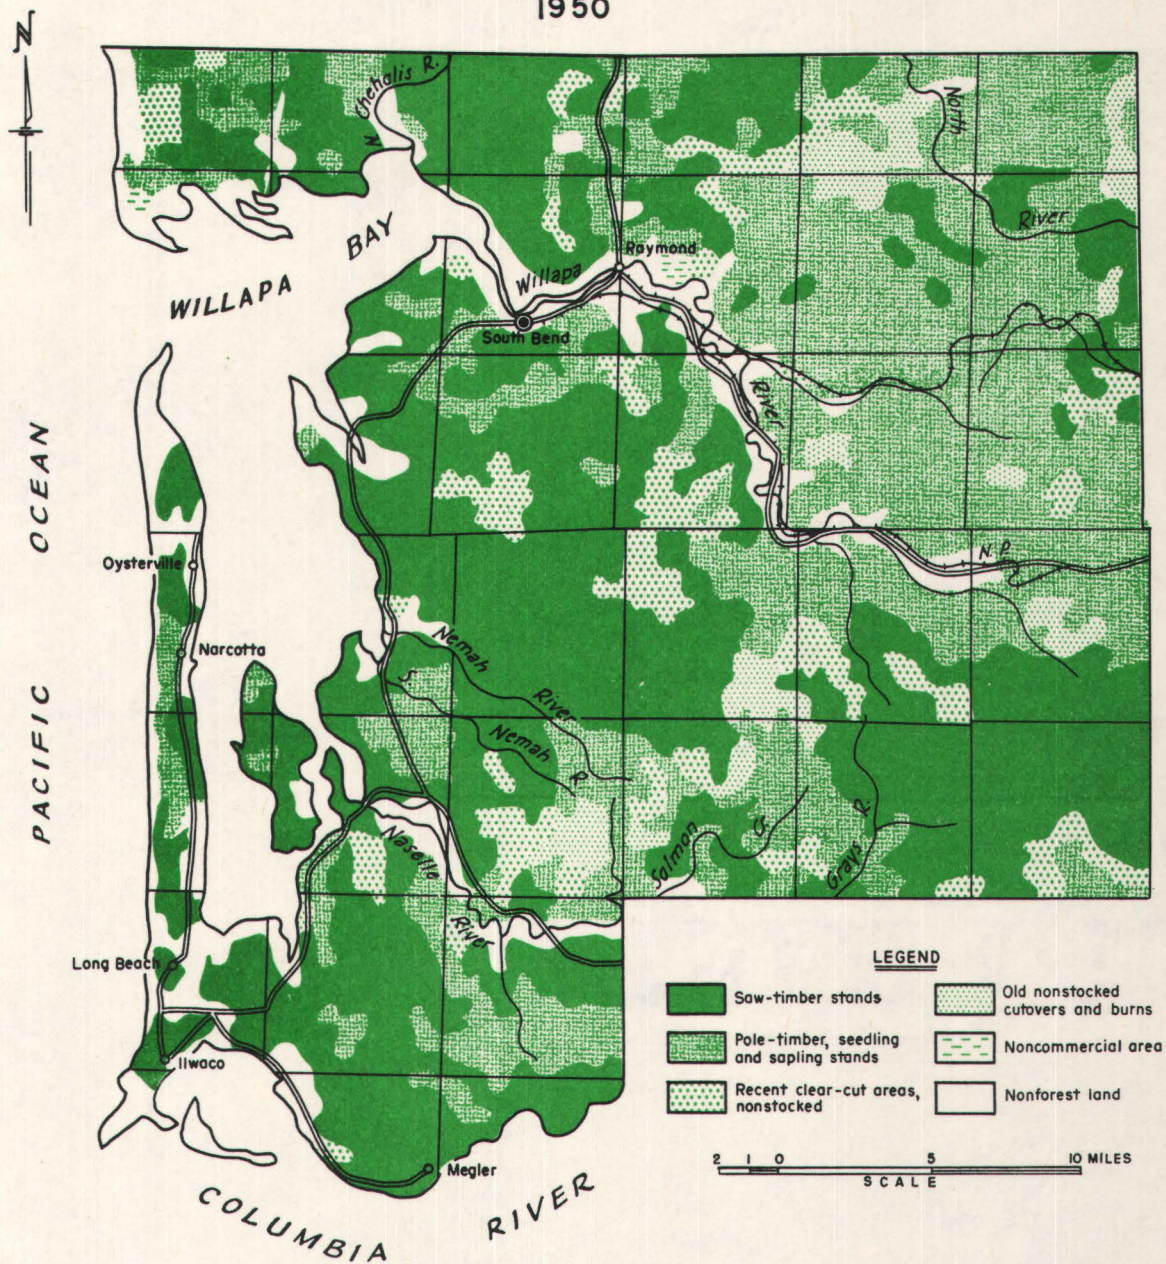 1950
N
N. Chehalis R.
North
River
WILLAPA BAY
Raymond
Willapa
South Bend
River
PACIFIC OCEAN
Oysterville
N. P.
Narcotta
Nemah
River
S.
Nemah
R.
Naselle
River
Salmon Cr.
Grays R.
Long Beach
Ilwaco
Megler
COLUMBIA RIVER
LEGEND
Saw-timber stands
Pole-timber, seedling
and sapling stands
Recent clear-cut areas,
nonstocked
Old nonstocked
cutovers and burns
Noncommercial area
Nonforest land
2 1 0 5 10 MILES
SCALE